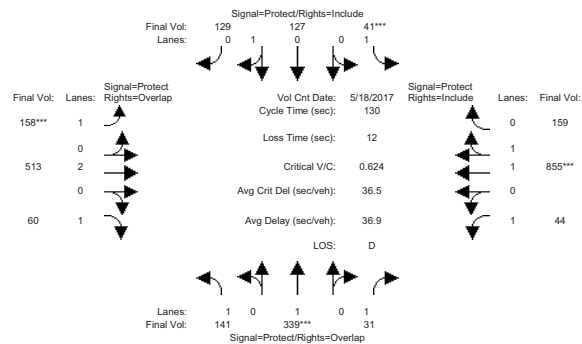 Signal=Protect/Rights=Include
Final Vol: 129 127 41***
Lanes: 0 1 0 0 1
Signal=Protect
Final Vol: Lanes: Rights=Overlap Vol Cnt Date: 5/18/2017 Signal=Protect
Rights=Include Lanes: Final Vol:
Cycle Time (sec): 130
158*** 1 0 159
Loss Time (sec): 12
0 1
513 2 Critical V/C: 0.624 1 855***
0 Avg Crit Del (sec/veh): 36.5 0
60 1 Avg Delay (sec/veh): 36.9 1 44
LOS: D
Lanes: 1 0 1 0 1
Final Vol: 141 339*** 31
Signal=Protect/Rights=Overlap